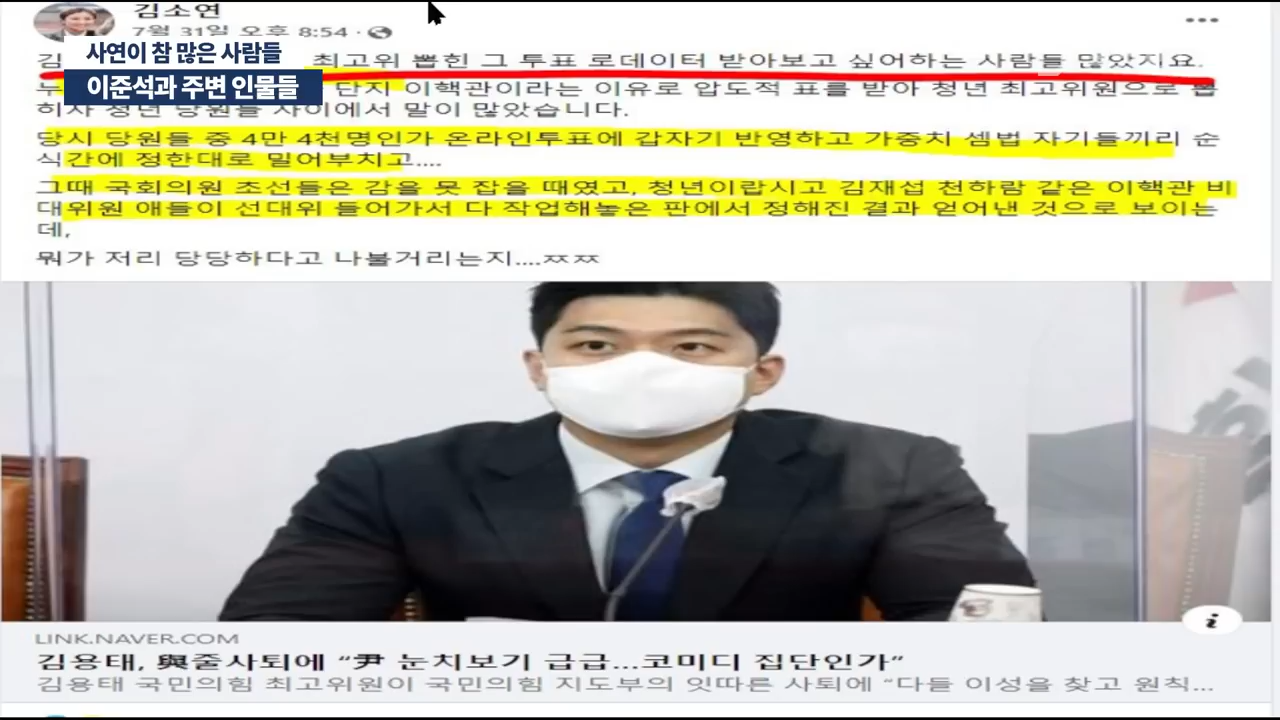 김소연
7월 31일 오후 8:54 ·
사연이 참 많은 사람들
이준석과 주변 인물들
김
최고위 뽑힌 그 투표 로데이터 받아보고 싶어하는 사람들 많았지요.
단지 이핵관이라는 이유로 압도적 표를 받아 청년 최고위원으로 뽑
히자 청년 당원들 사이에서 말이 많았습니다.
당시 당원들 중 4만 4천명인가 온라인투표에 갑자기 반영하고 가중치 셈법 자기들끼리 순
식간에 정한대로 밀어부치고....
그때 국회의원 초선들은 감을 못 잡을 때였고, 청년이랍시고 김재섭 천하람 같은 이핵관 비
대위원 애들이 선대위 들어가서 다 작업해놓은 판에서 정해진 결과 얻어낸 것으로 보이는
데,
뭐가 저리 당당하다고 나불거리는지....ㅉㅉ
LINK.NAVER.COM
김용태, 與줄사퇴에 “尹 눈치보기 급급...코미디 집단인가”
김용태 국민의힘 최고위원이 국민의힘 지도부의 잇따른 사퇴에 “다들 이성을 찾고 원칙...